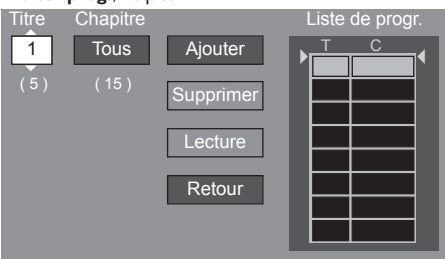 Titre Chapitre Liste de progr.
1 Tous Ajouter T C
( 5 ) ( 15 )
Supprimer
Lecture
Retour